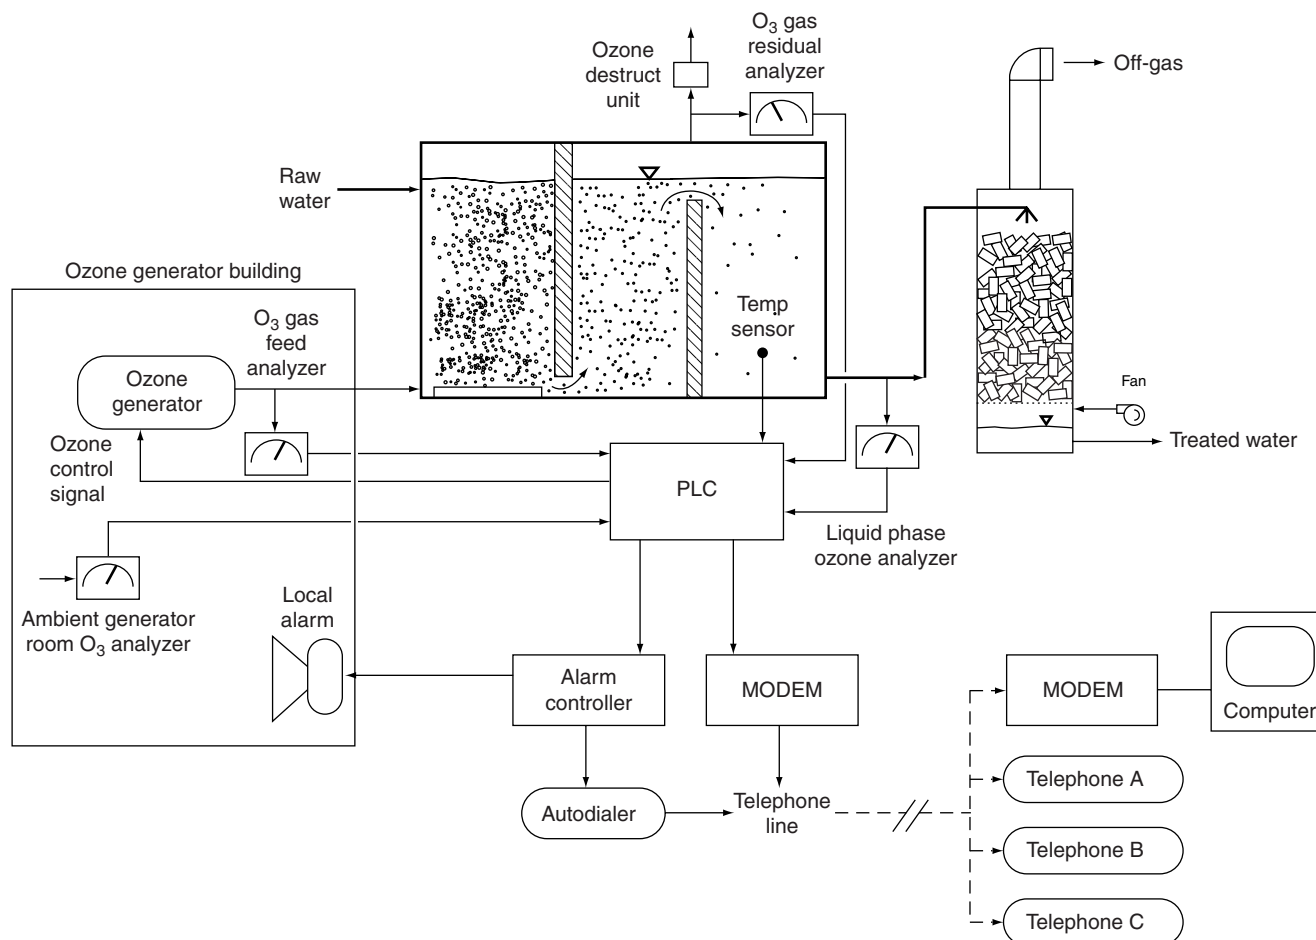 O₃ gas
residual
analyzer
Ozone
destruct
unit
Off-gas
Raw
water
Ozone generator building
O₃ gas
feed
analyzer
Temp
sensor
Ozone
generator
Fan
Ozone
control
signal
Treated water
PLC
Liquid phase
ozone analyzer
Ambient generator
room O₃ analyzer
Local
alarm
Alarm
controller
MODEM
MODEM
Computer
Autodialer
Telephone
line
Telephone A
Telephone B
Telephone C